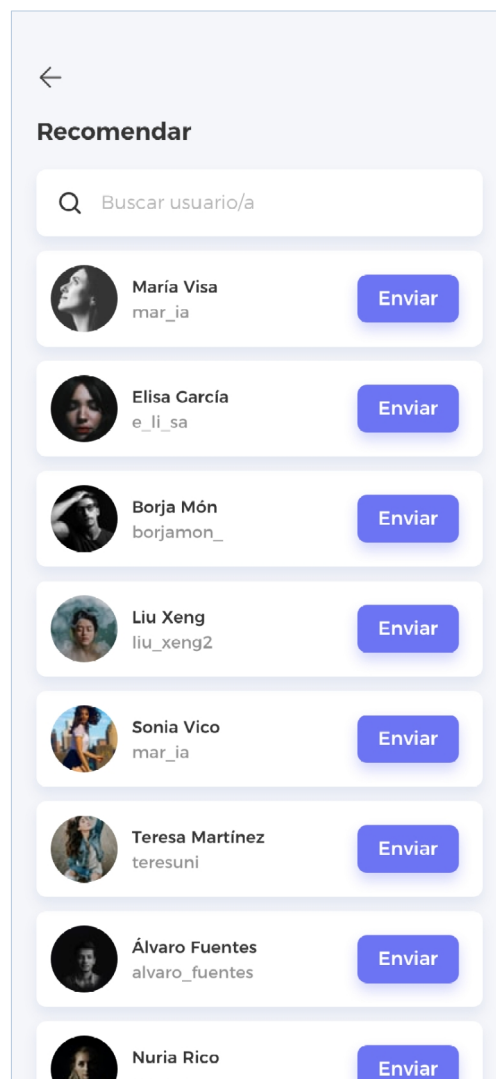 Recomendar
Buscar usuario/a
María Visa
mar_ia
Enviar
Elisa García
e_li_sa
Enviar
Borja Món
borjamon_
Enviar
Liu Xeng
liu_xeng2
Enviar
Sonia Vico
mar_ia
Enviar
Teresa Martínez
teresuni
Enviar
Álvaro Fuentes
alvaro_fuentes
Enviar
Nuria Rico
Enviar